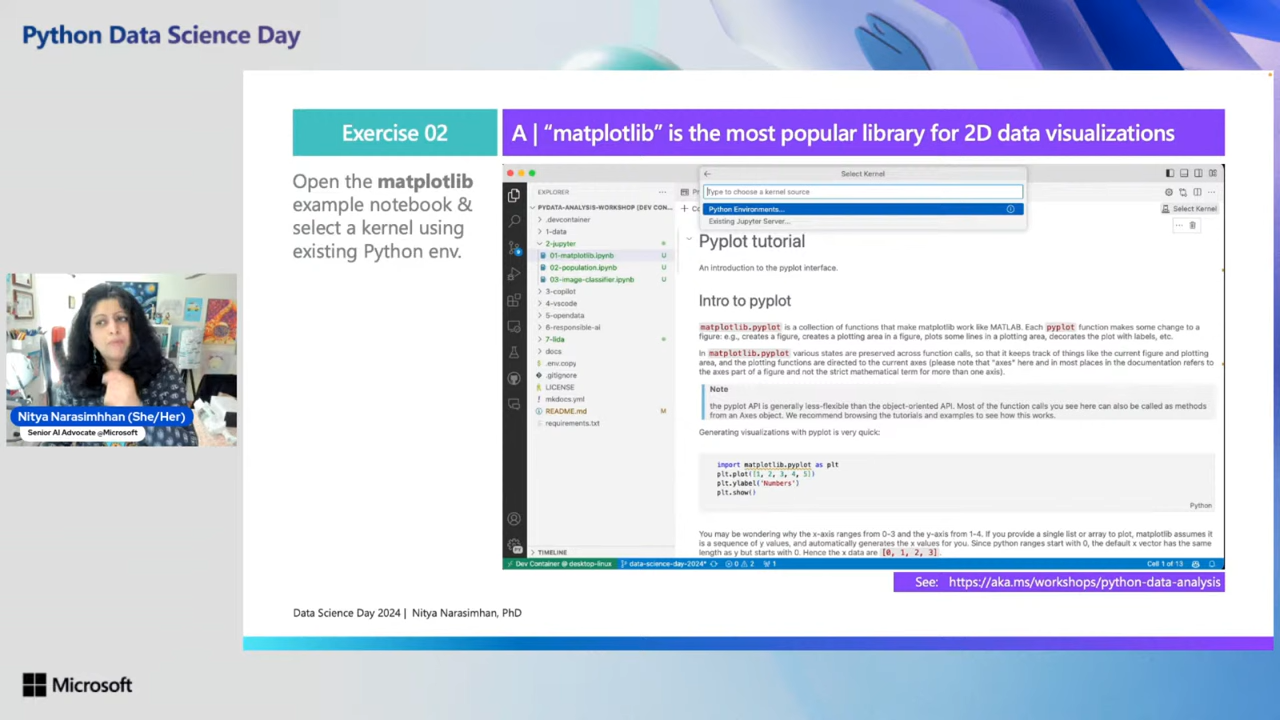 Python Data Science Day
Exercise 02
A | “matplotlib” is the most popular library for 2D data visualizations
Open the matplotlib
example notebook &
select a kernel using
existing Python env.
Select Kernel
Type to choose a kernel source
Python Environments...
Existing Jupyter Server...
Select Kernel
EXPLORER
PYDATA-ANALYSIS-WORKSHOP [DEV CON...
.devcontainer
1-data
2-jupyter
01-matplotlib.ipynb U
02-population.ipynb U
03-image-classifier.ipynb U
3-copilot
4-vscode
5-opendata
6-responsible-ai
7-lida
docs
.env.copy
.gitignore
LICENSE
mkdocs.yml
README.md M
requirements.txt
TIMELINE
Pyplot tutorial
An introduction to the pyplot interface.
Intro to pyplot
matplotlib.pyplot is a collection of functions that make matplotlib work like MATLAB. Each pyplot function makes some change to a
figure: e.g., creates a figure, creates a plotting area in a figure, plots some lines in a plotting area, decorates the plot with labels, etc.
In matplotlib.pyplot various states are preserved across function calls, so that it keeps track of things like the current figure and plotting
area, and the plotting functions are directed to the current axes (please note that "axes" here and in most places in the documentation refers to
the axes part of a figure and not the strict mathematical term for more than one axis).
Note
the pyplot API is generally less-flexible than the object-oriented API. Most of the function calls you see here can also be called as methods
from an Axes object. We recommend browsing the tutorials and examples to see how this works.
Generating visualizations with pyplot is very quick:
import matplotlib.pyplot as plt
plt.plot([1, 2, 3, 4, 5])
plt.ylabel('Numbers')
plt.show()
Python
You may be wondering why the x-axis ranges from 0-3 and the y-axis from 1-4. If you provide a single list or array to plot, matplotlib assumes it
is a sequence of y values, and automatically generates the x values for you. Since python ranges start with 0, the default x vector has the same
length as y but starts with 0. Hence the x data are [0, 1, 2, 3].
Dev Container @ desktop-linux data-science-day-2024* 0 2 1 Cell 1 of 13
Nitya Narasimhhan (She/Her)
Senior AI Advocate @Microsoft
See: https://aka.ms/workshops/python-data-analysis
Data Science Day 2024 | Nitya Narasimhan, PhD
Microsoft